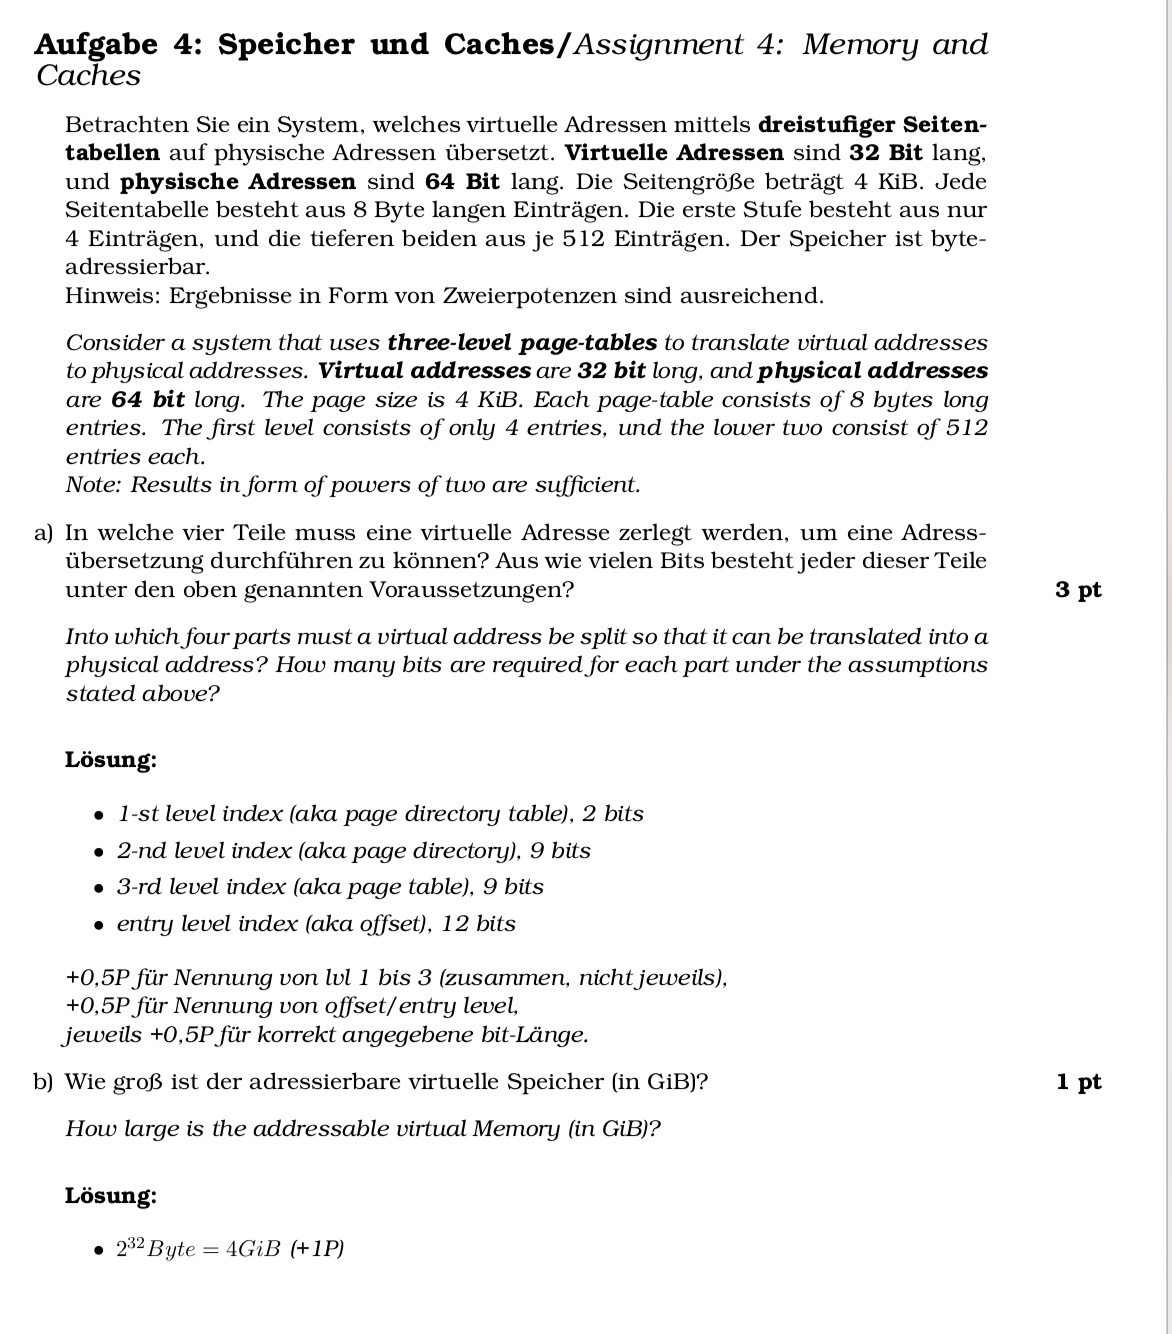 Aufgabe 4: Speicher und Caches/Assignment 4: Memory and
Caches
Betrachten Sie ein System, welches virtuelle Adressen mittels dreistufiger Seiten-
tabellen auf physische Adressen übersetzt. Virtuelle Adressen sind 32 Bit lang,
und physische Adressen sind 64 Bit lang. Die Seitengröße beträgt 4 KiB. Jede
Seitentabelle besteht aus 8 Byte langen Einträgen. Die erste Stufe besteht aus nur
4 Einträgen, und die tieferen beiden aus je 512 Einträgen. Der Speicher ist byte-
adressierbar.
Hinweis: Ergebnisse in Form von Zweierpotenzen sind ausreichend.
Consider a system that uses three-level page-tables to translate virtual addresses
to physical addresses. Virtual addresses are 32 bit long, and physical addresses
are 64 bit long. The page size is 4 KiB. Each page-table consists of 8 bytes long
entries. The first level consists of only 4 entries, und the lower two consist of 512
entries each.
Note: Results in form of powers of two are sufficient.
a) In welche vier Teile muss eine virtuelle Adresse zerlegt werden, um eine Adress-
übersetzung durchführen zu können? Aus wie vielen Bits besteht jeder dieser Teile
unter den oben genannten Voraussetzungen? 3 pt
Into which four parts must a virtual address be split so that it can be translated into a
physical address? How many bits are required for each part under the assumptions
stated above?
Lösung:
• 1-st level index (aka page directory table), 2 bits
• 2-nd level index (aka page directory), 9 bits
• 3-rd level index (aka page table), 9 bits
• entry level index (aka offset), 12 bits
+0,5P für Nennung von lvl 1 bis 3 (zusammen, nicht jeweils),
+0,5P für Nennung von offset/entry level,
jeweils +0,5P für korrekt angegebene bit-Länge.
b) Wie groß ist der adressierbare virtuelle Speicher (in GiB)? 1 pt
How large is the addressable virtual Memory (in GiB)?
Lösung:
• 2³² Byte = 4GiB (+1P)